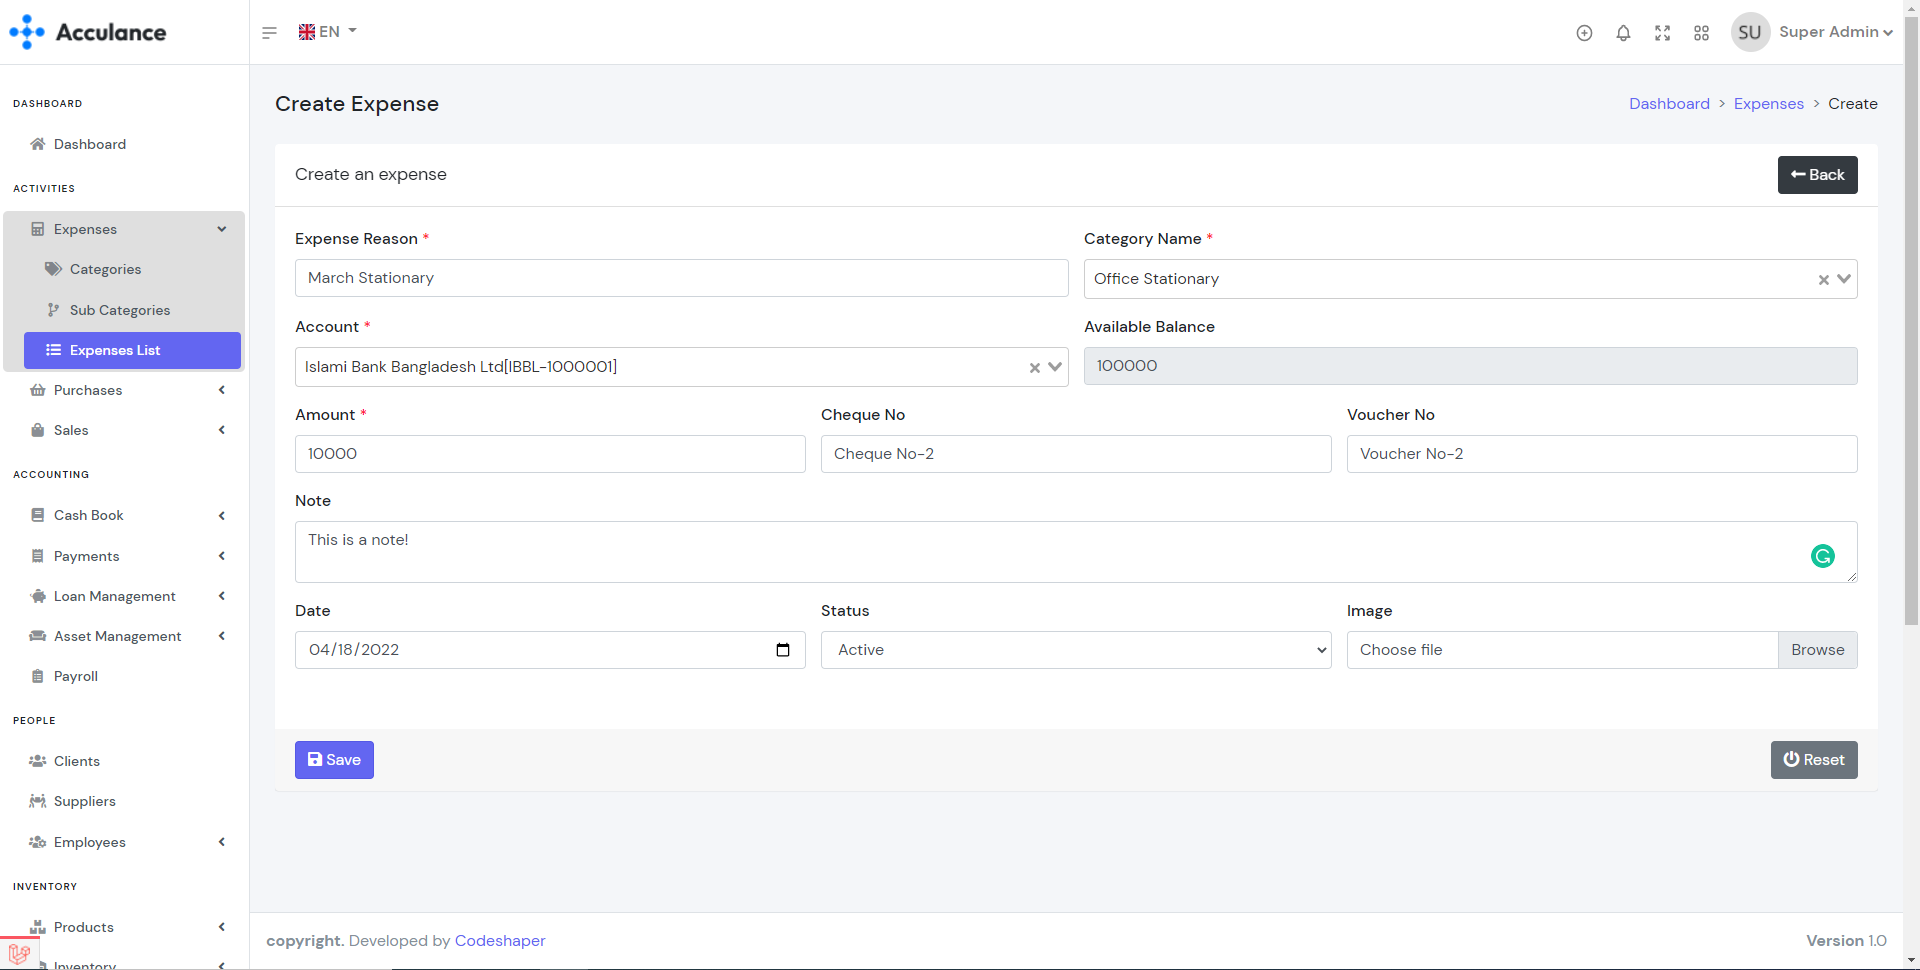 Acculance
EN
SU
Super Admin
DASHBOARD
Dashboard
ACTIVITIES
Expenses
Categories
Sub Categories
Expenses List
Purchases
Sales
ACCOUNTING
Cash Book
Payments
Loan Management
Asset Management
Payroll
PEOPLE
Clients
Suppliers
Employees
INVENTORY
Products
Inventory
Create Expense
Dashboard > Expenses > Create
Create an expense
Back
Expense Reason *
Category Name *
March Stationary
Office Stationary
Account *
Available Balance
Islami Bank Bangladesh Ltd[IBBL-1000001]
100000
Amount *
Cheque No
Voucher No
10000
Cheque No-2
Voucher No-2
Note
This is a note!
Date
Status
Image
04/18/2022
Active
Choose file
Browse
Save
Reset
copyright. Developed by Codeshaper
Version 1.0